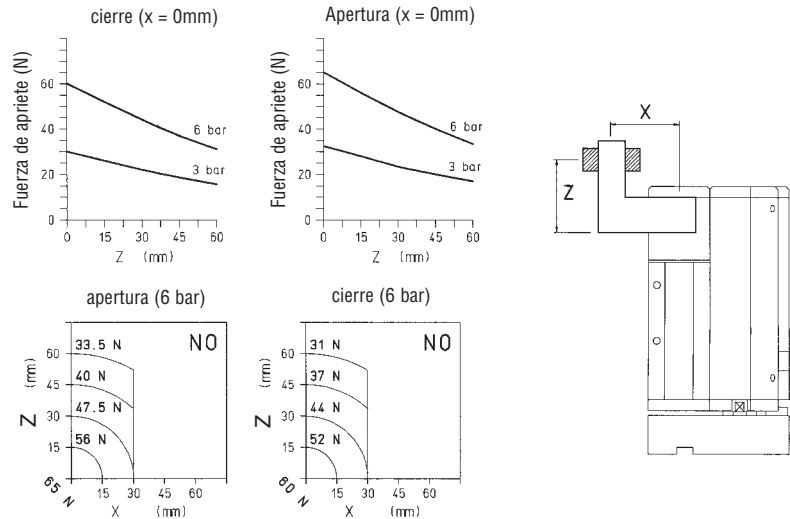 cierre (x = 0mm)
Fuerza de apriete (N)
60
40
20
0
6 bar
3 bar
0 15 30 45 60
Z (mm)
Apertura (x = 0mm)
Fuerza de apriete (N)
60
40
20
0
6 bar
3 bar
0 15 30 45 60
Z (mm)
X
Z
apertura (6 bar)
NO
Z (mm)
60
45
30
15
33.5 N
40 N
47.5 N
56 N
65 N
15 30 45 60
X (mm)
cierre (6 bar)
NO
Z (mm)
60
45
30
15
31 N
37 N
44 N
52 N
60 N
15 30 45 60
X (mm)